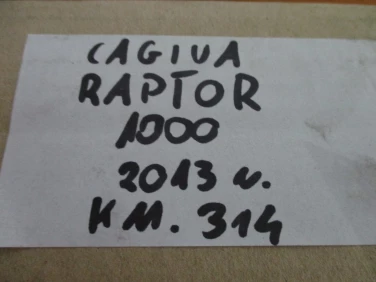 CAGIVA
RAPTOR
1000
2013 r.
KM. 314